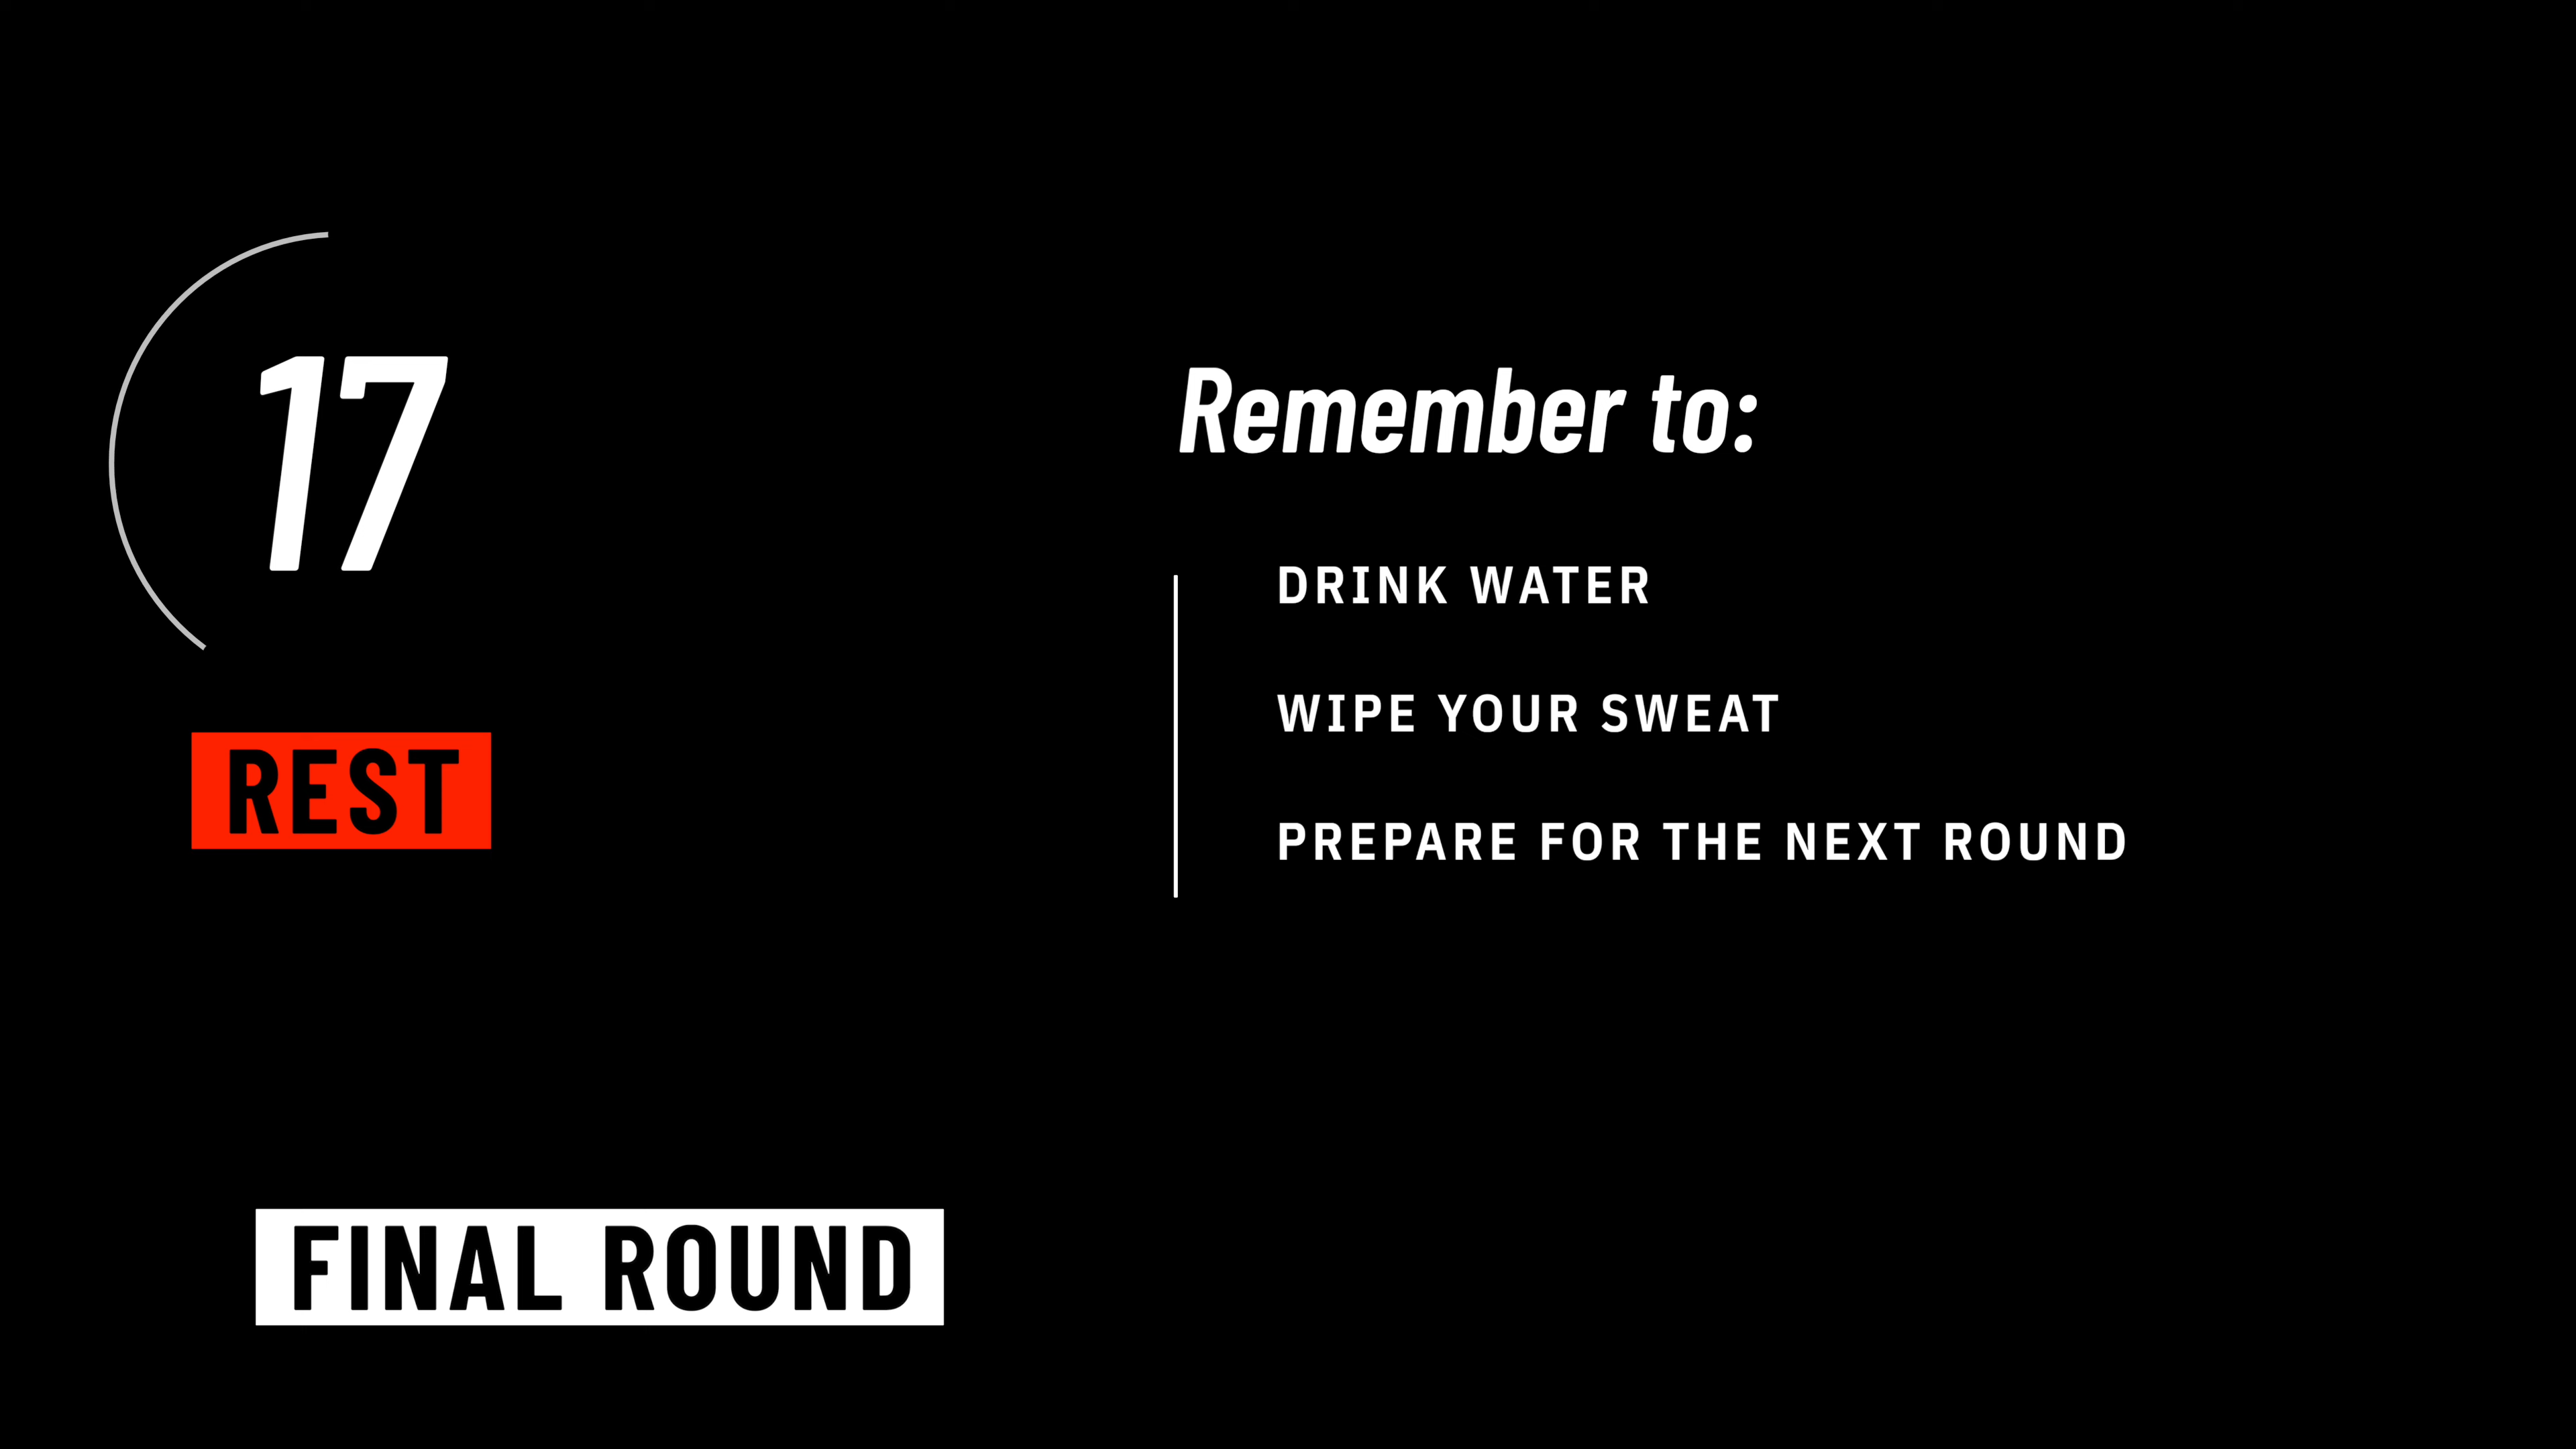 17
REST
Remember to:
DRINK WATER
WIPE YOUR SWEAT
PREPARE FOR THE NEXT ROUND
FINAL ROUND